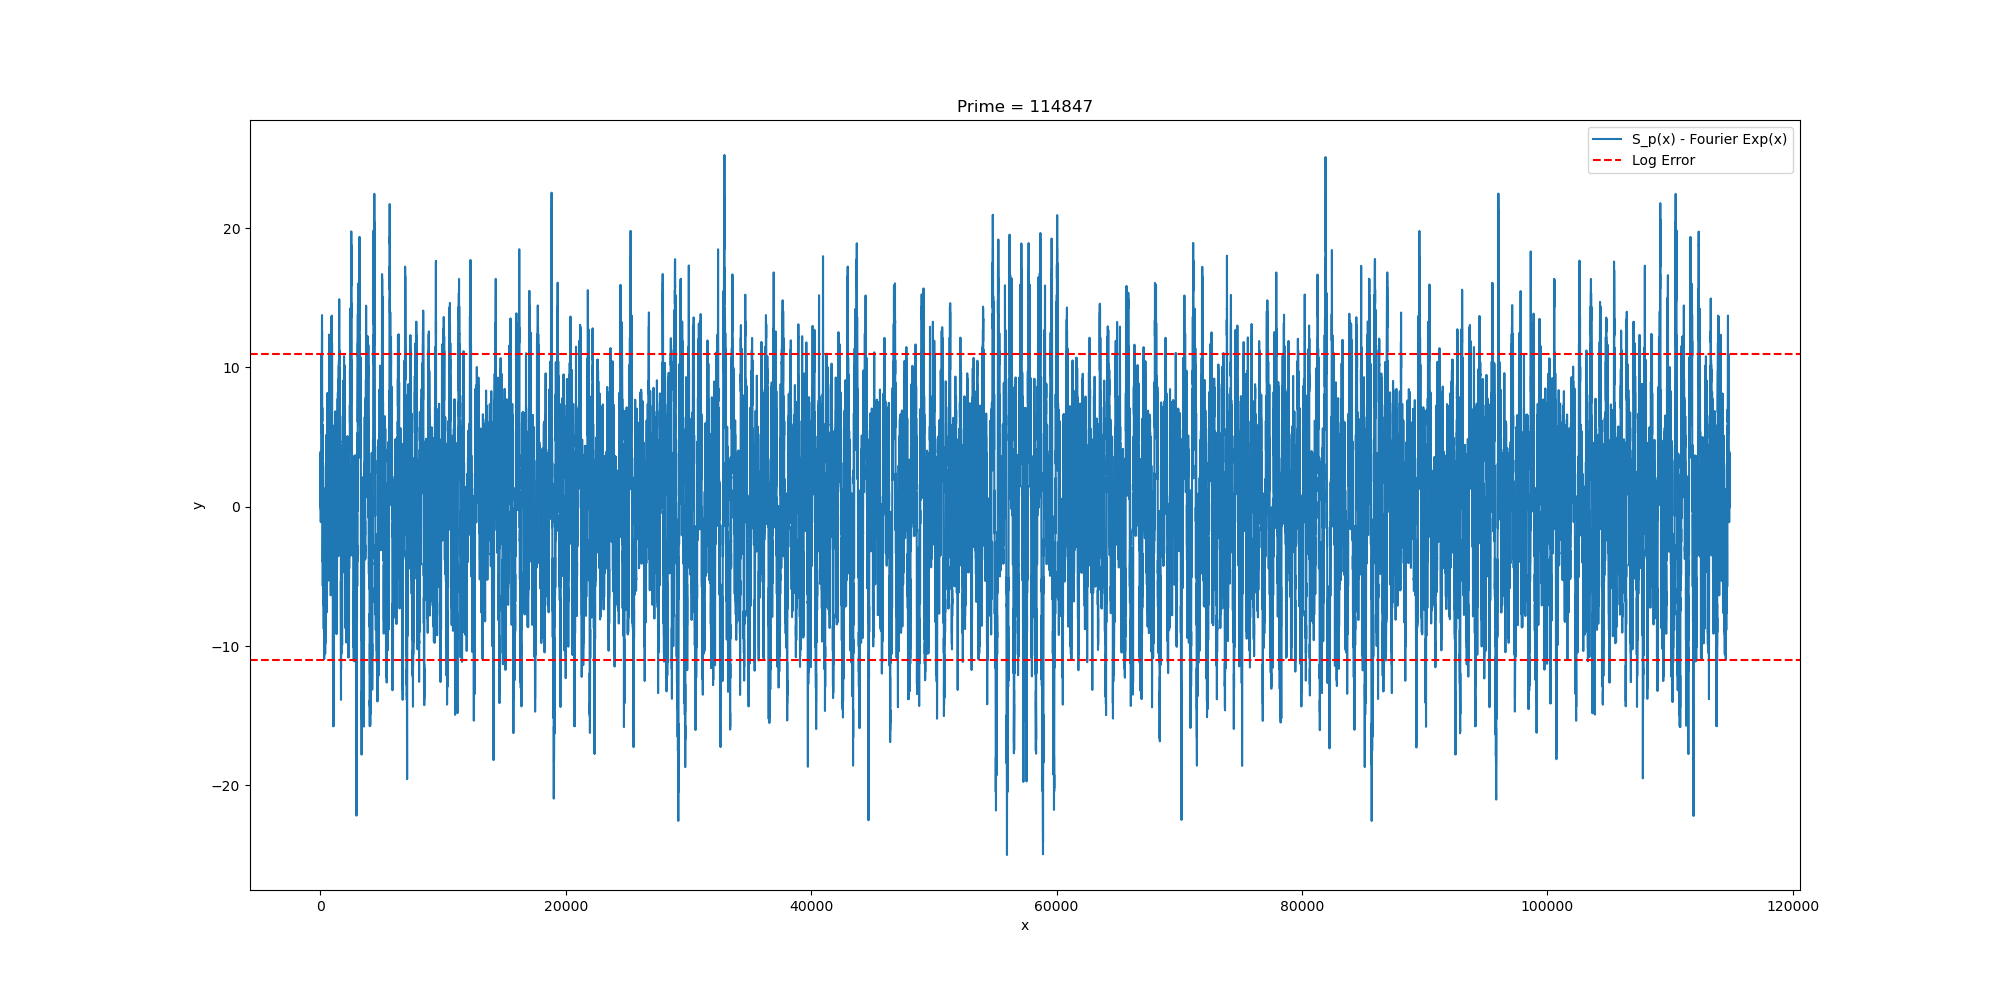 Prime = 114847
S_p(x) - Fourier Exp(x)
Log Error
20
10
0
−10
−20
y
0 20000 40000 60000 80000 100000 120000
x